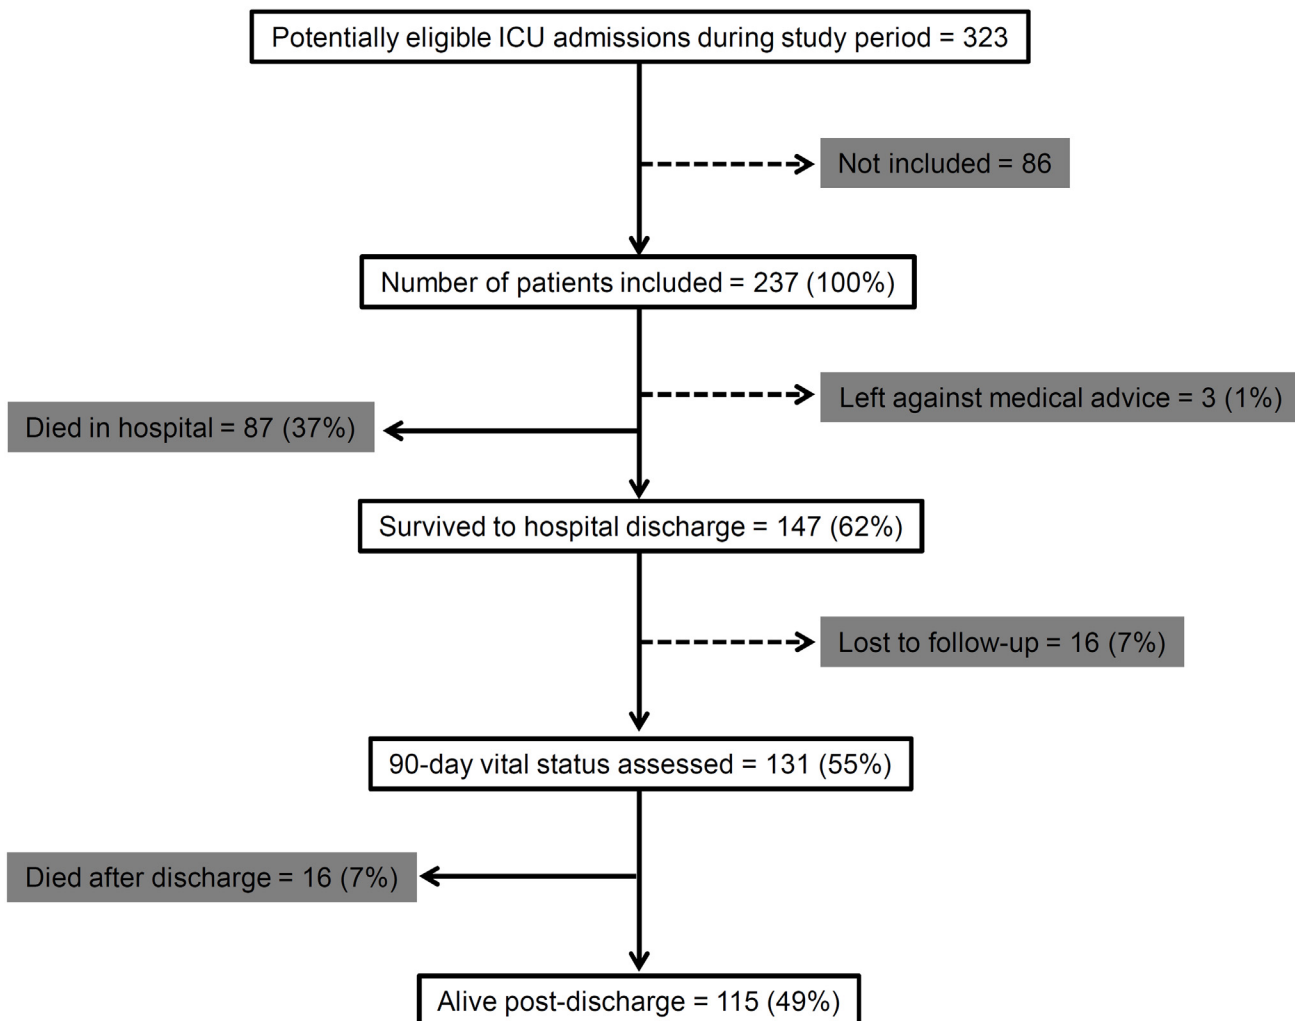 Potentially eligible ICU admissions during study period = 323
Not included = 86
Number of patients included = 237 (100%)
Left against medical advice = 3 (1%)
Died in hospital = 87 (37%)
Survived to hospital discharge = 147 (62%)
Lost to follow-up = 16 (7%)
90-day vital status assessed = 131 (55%)
Died after discharge = 16 (7%)
Alive post-discharge = 115 (49%)